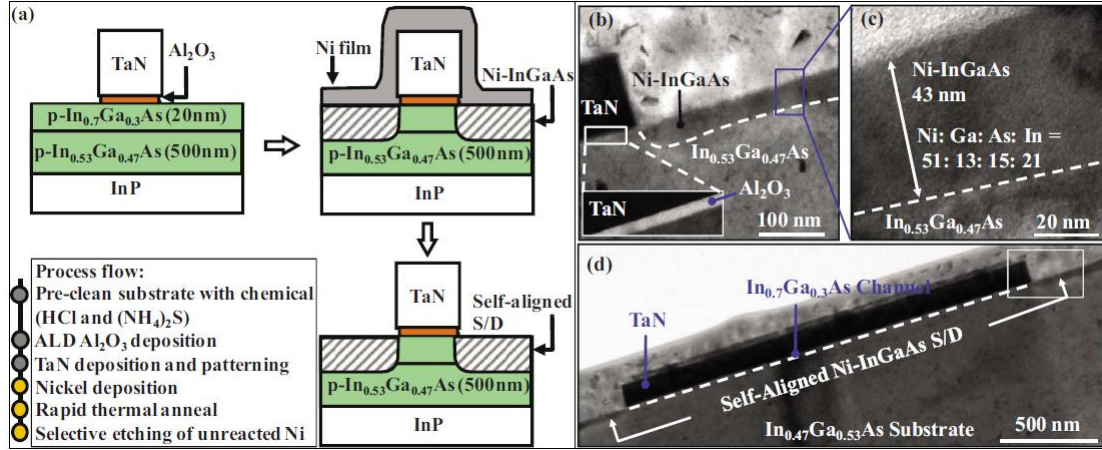 (a)
TaN
Al2O3
p-In0.7Ga0.3As (20nm)
p-In0.53Ga0.47As (500nm)
InP
Ni film
TaN
Ni-InGaAs
p-In0.53Ga0.47As (500nm)
InP
TaN
Self-aligned
S/D
p-In0.53Ga0.47As (500nm)
InP
Process flow:
Pre-clean substrate with chemical
(HCl and (NH4)2S)
ALD Al2O3 deposition
TaN deposition and patterning
Nickel deposition
Rapid thermal anneal
Selective etching of unreacted Ni
(b)
Ni-InGaAs
TaN
In0.53Ga0.47As
Al2O3
TaN
100 nm
(c)
Ni-InGaAs
43 nm
Ni: Ga: As: In =
51: 13: 15: 21
In0.53Ga0.47As
20 nm
(d)
In0.7Ga0.3As Channel
TaN
Self-Aligned Ni-InGaAs S/D
In0.47Ga0.53As Substrate
500 nm